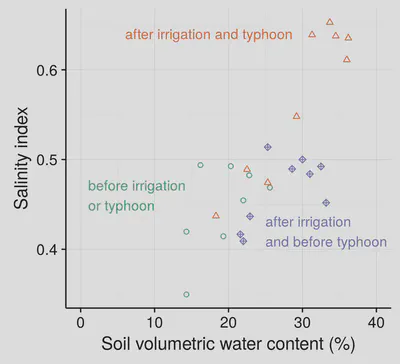 after irrigation and typhoon
0.6
Salinity index
0.5
before irrigation
or typhoon
after irrigation
and before typhoon
0.4
0 10 20 30 40
Soil volumetric water content (%)